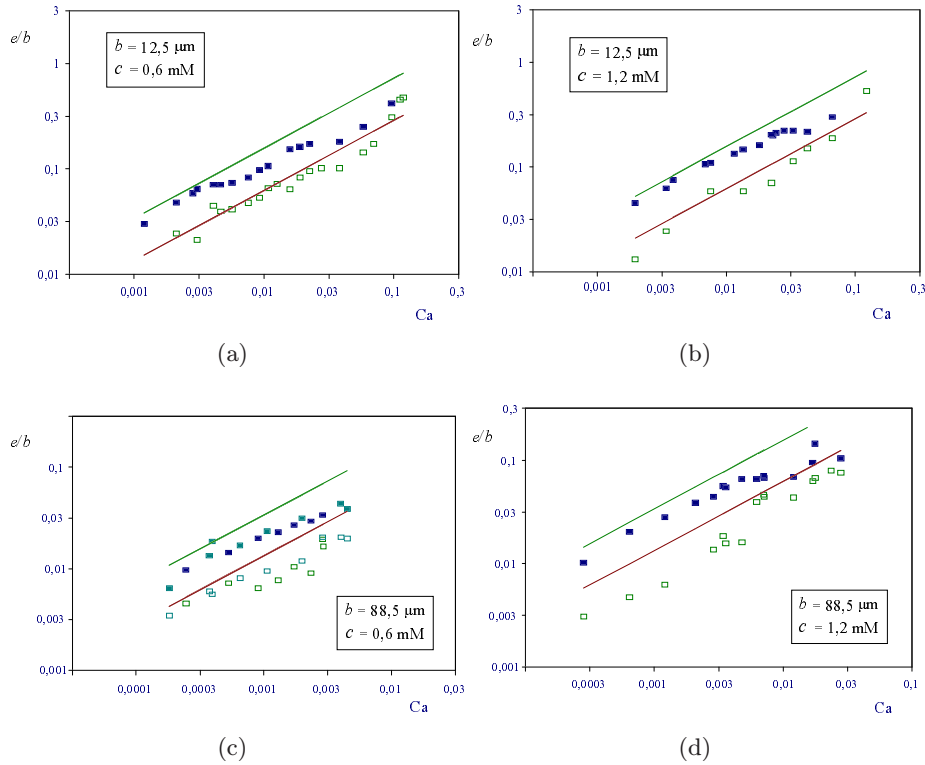 3
e/b
1
0,3
0,1
0,03
0,01
b = 12,5 µm
c = 0,6 mM
0,001 0,003 0,01 0,03 0,1 0,3
Ca
(a)
3
e/b
1
0,3
0,1
0,03
0,01
b = 12,5 µm
c = 1,2 mM
0,001 0,003 0,01 0,03 0,1 0,3
Ca
(b)
e/b
0,1
0,03
0,01
0,003
0,001
b = 88,5 µm
c = 0,6 mM
0,0001 0,0003 0,001 0,003 0,01 0,03
Ca
(c)
0,3
e/b
0,1
0,03
0,01
0,003
0,001
b = 88,5 µm
c = 1,2 mM
0,0003 0,001 0,003 0,01 0,03 0,1
Ca
(d)